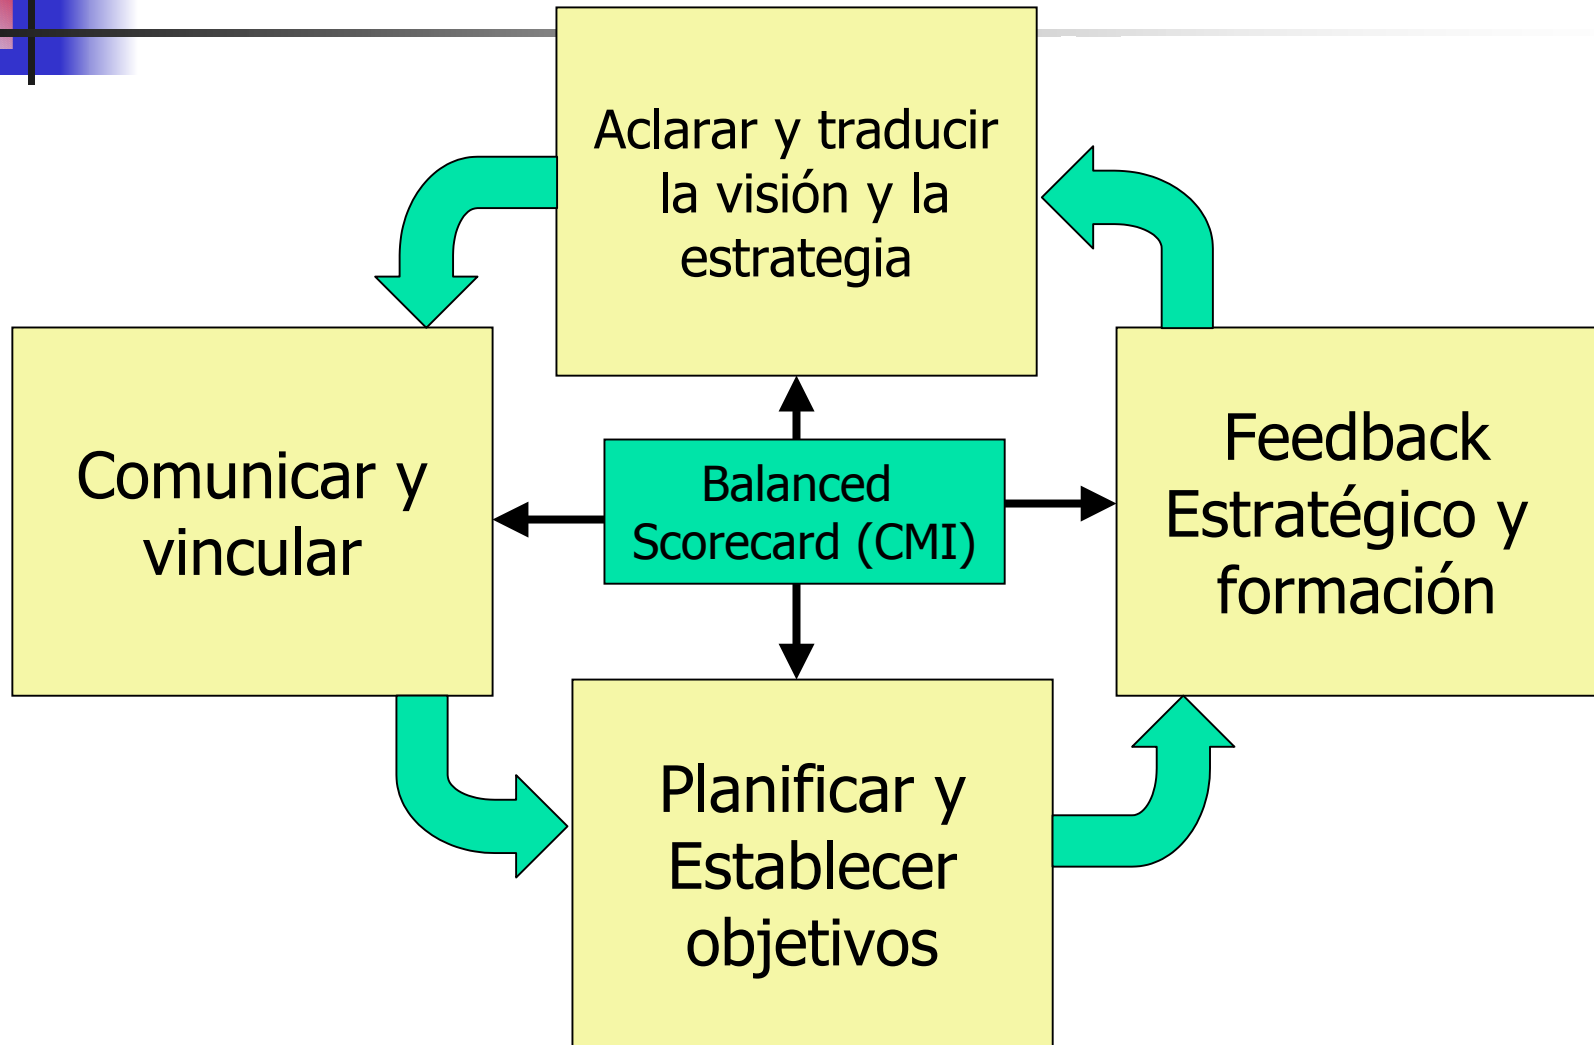 Aclarar y traducir
la visión y la
estrategia
Comunicar y
vincular
Balanced
Scorecard (CMI)
Feedback
Estratégico y
formación
Planificar y
Establecer
objetivos